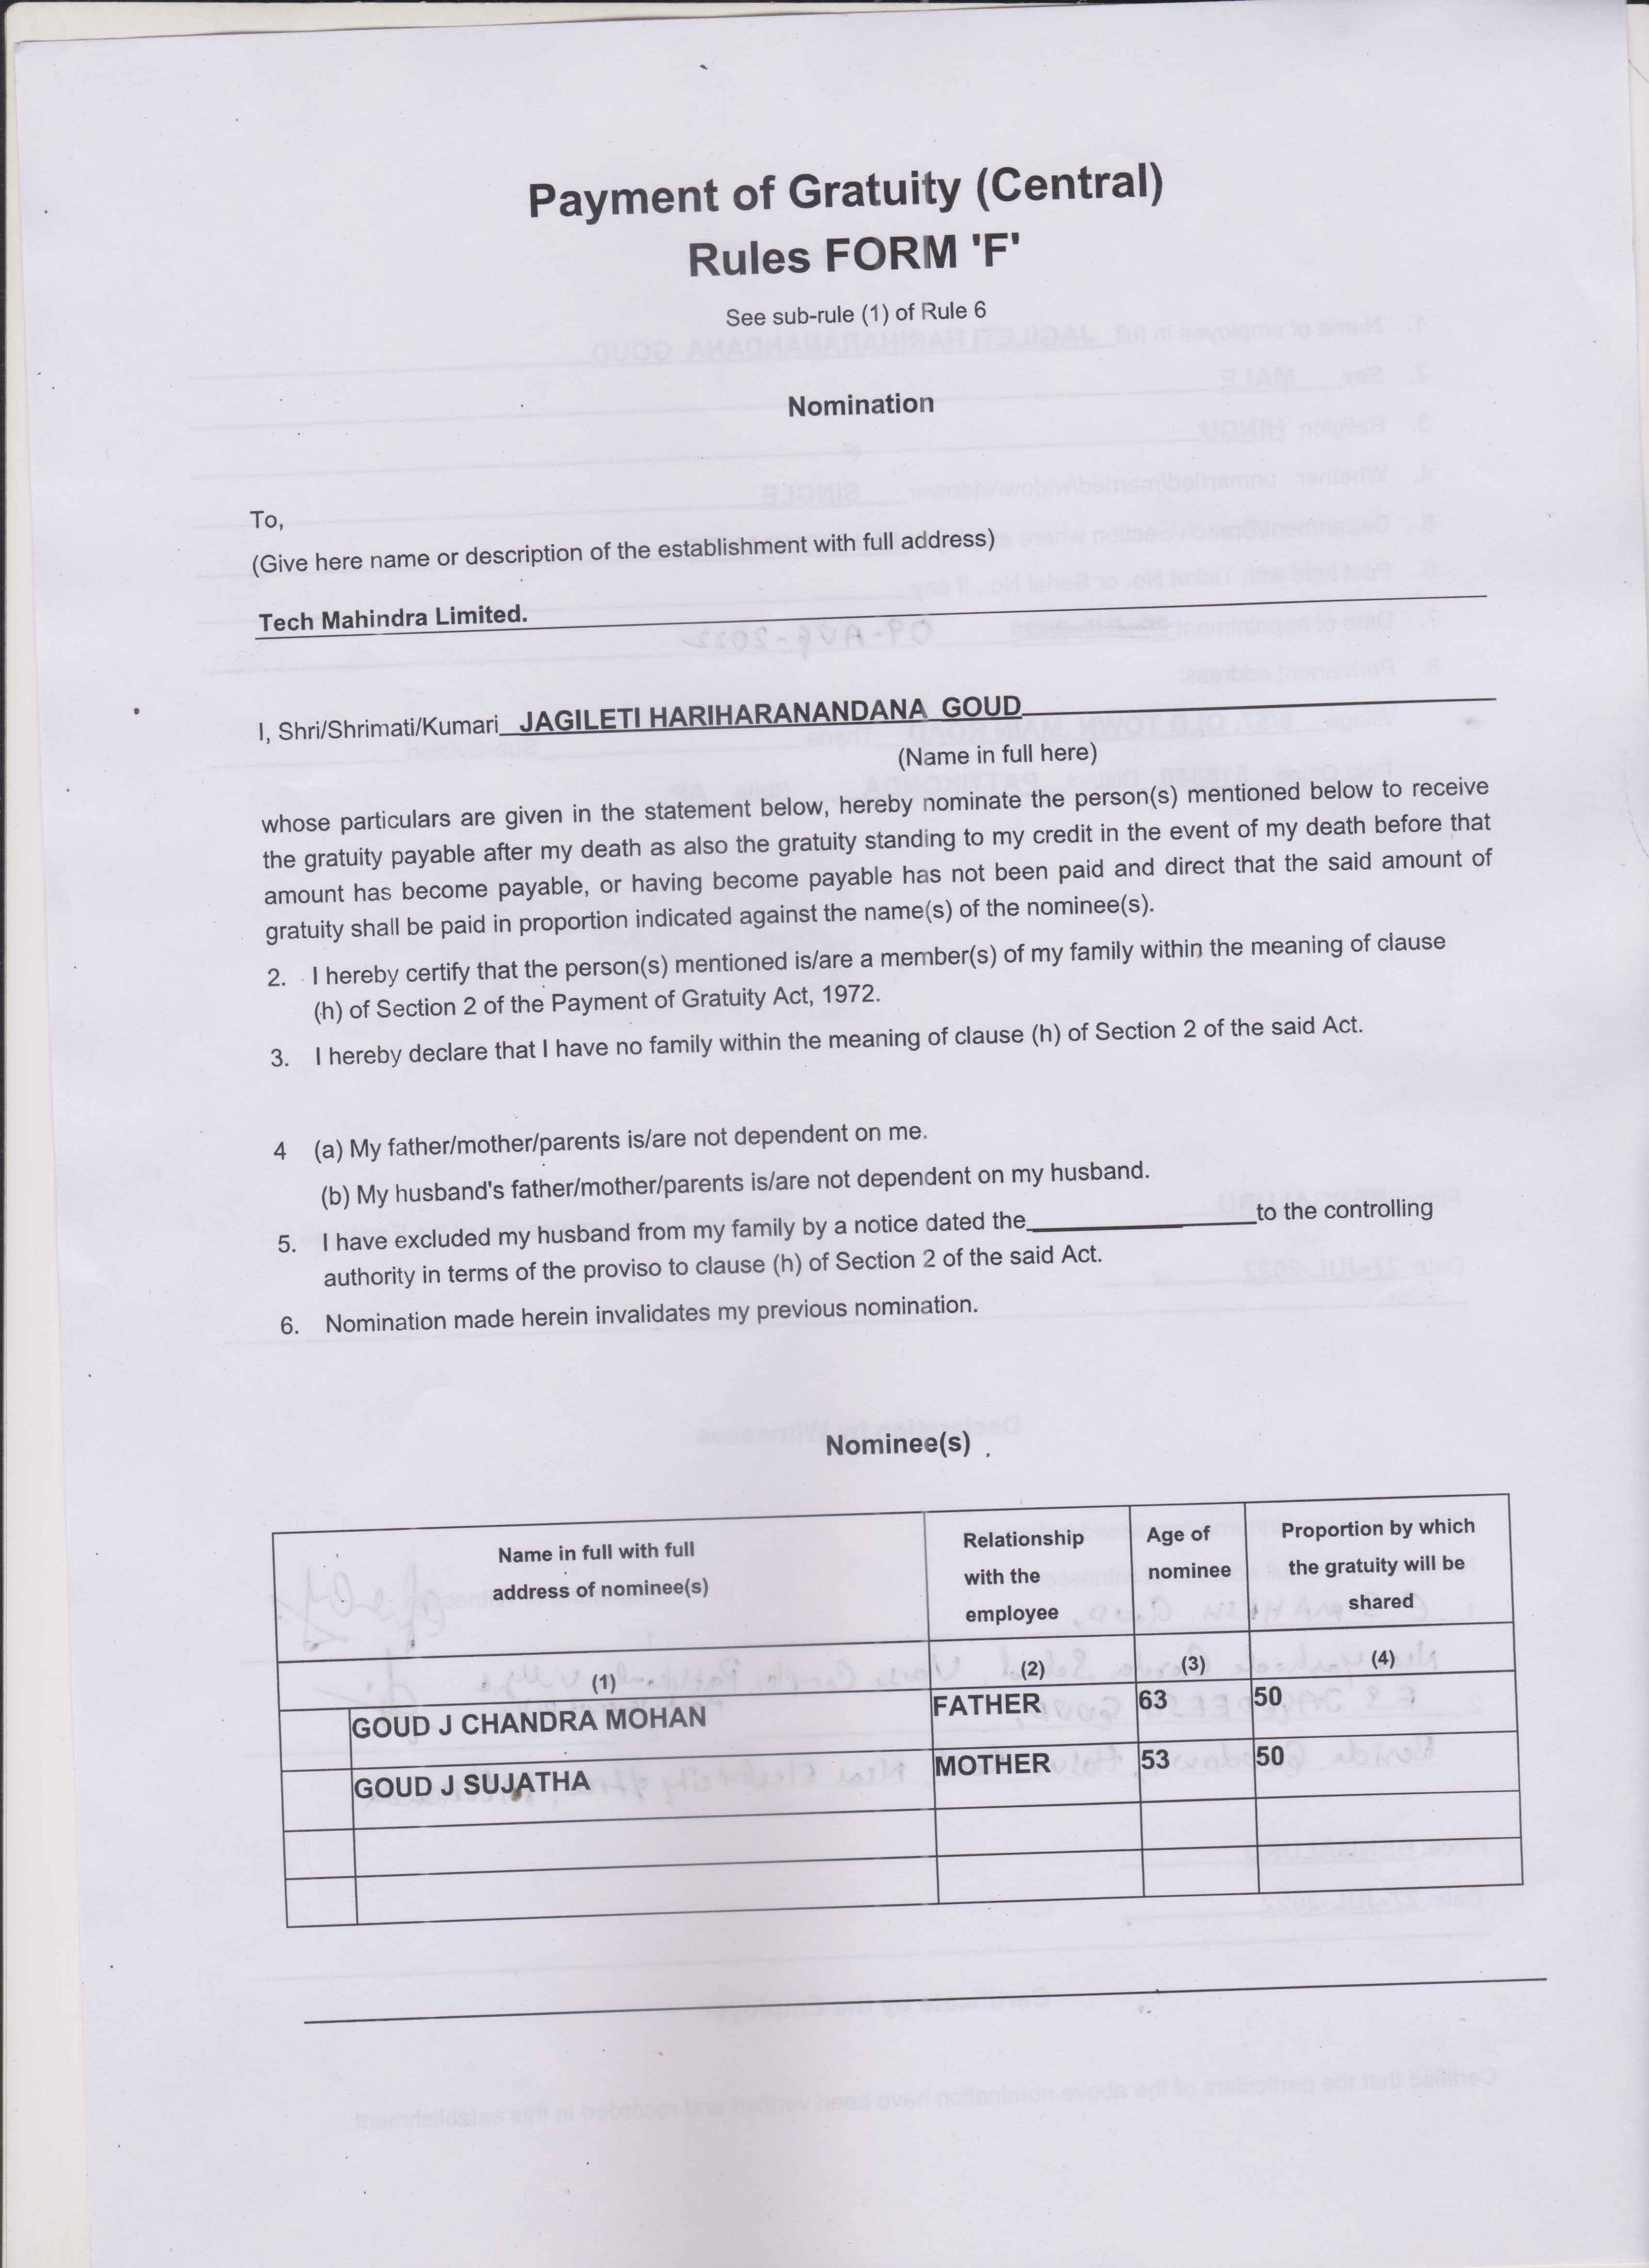 Payment of Gratuity (Central)
Rules FORM 'F'
See sub-rule (1) of Rule 6
Nomination
To,
(Give here name or description of the establishment with full address)
Tech Mahindra Limited.
I, Shri/Shrimati/Kumari JAGILETI HARIHARANANDANA GOUD
(Name in full here)
whose particulars are given in the statement below, hereby nominate the person(s) mentioned below to receive
the gratuity payable after my death as also the gratuity standing to my credit in the event of my death before that
amount has become payable, or having become payable has not been paid and direct that the said amount of
gratuity shall be paid in proportion indicated against the name(s) of the nominee(s).
2. I hereby certify that the person(s) mentioned is/are a member(s) of my family within the meaning of clause
(h) of Section 2 of the Payment of Gratuity Act, 1972.
3. I hereby declare that I have no family within the meaning of clause (h) of Section 2 of the said Act.
4 (a) My father/mother/parents is/are not dependent on me.
(b) My husband's father/mother/parents is/are not dependent on my husband.
5. I have excluded my husband from my family by a notice dated the______________to the controlling
authority in terms of the proviso to clause (h) of Section 2 of the said Act.
6. Nomination made herein invalidates my previous nomination.
Nominee(s)
Name in full with full
address of nominee(s)
Relationship
with the
employee
Age of
nominee
Proportion by which
the gratuity will be
shared
(1) (2) (3) (4)
GOUD J CHANDRA MOHAN FATHER 63 50
GOUD J SUJATHA MOTHER 53 50